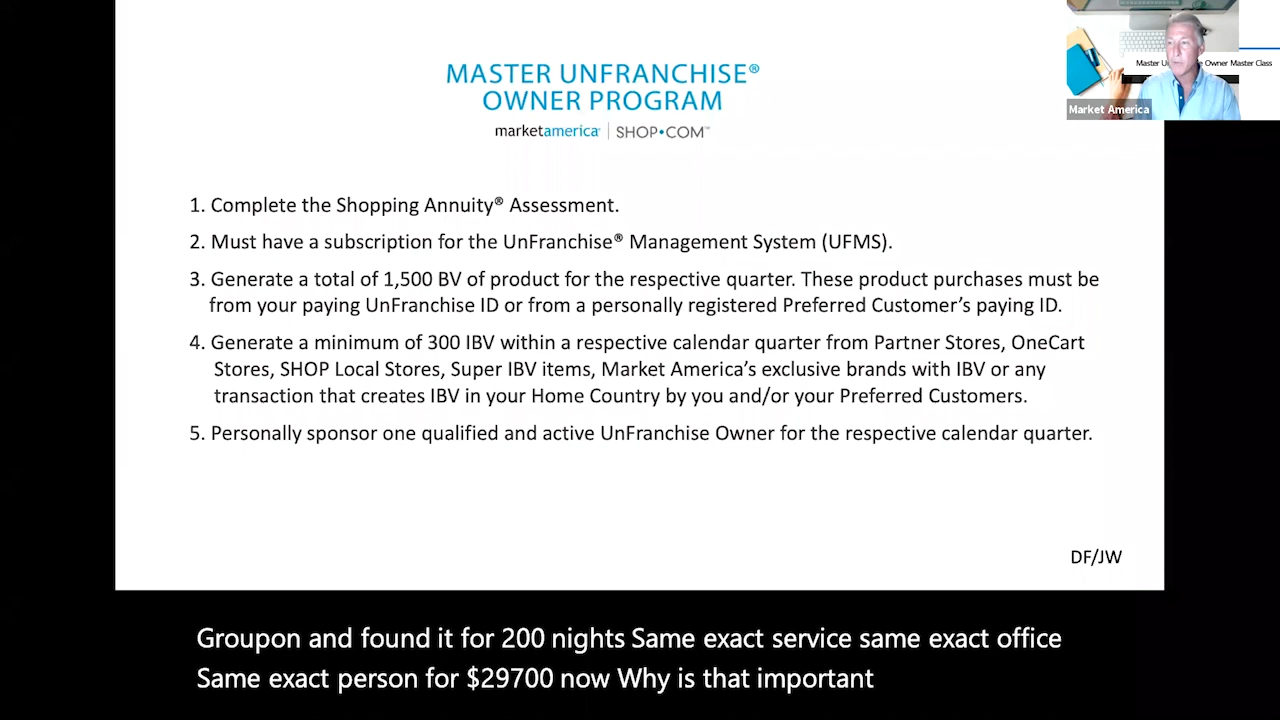 MASTER UNFRANCHISE®
OWNER PROGRAM
marketamerica® | SHOP•COM™
Master U
e Owner Master Class
Market America
1. Complete the Shopping Annuity® Assessment.
2. Must have a subscription for the UnFranchise® Management System (UFMS).
3. Generate a total of 1,500 BV of product for the respective quarter. These product purchases must be
from your paying UnFranchise ID or from a personally registered Preferred Customer’s paying ID.
4. Generate a minimum of 300 IBV within a respective calendar quarter from Partner Stores, OneCart
Stores, SHOP Local Stores, Super IBV items, Market America’s exclusive brands with IBV or any
transaction that creates IBV in your Home Country by you and/or your Preferred Customers.
5. Personally sponsor one qualified and active UnFranchise Owner for the respective calendar quarter.
DF/JW
Groupon and found it for 200 nights Same exact service same exact office
Same exact person for $29700 now Why is that important